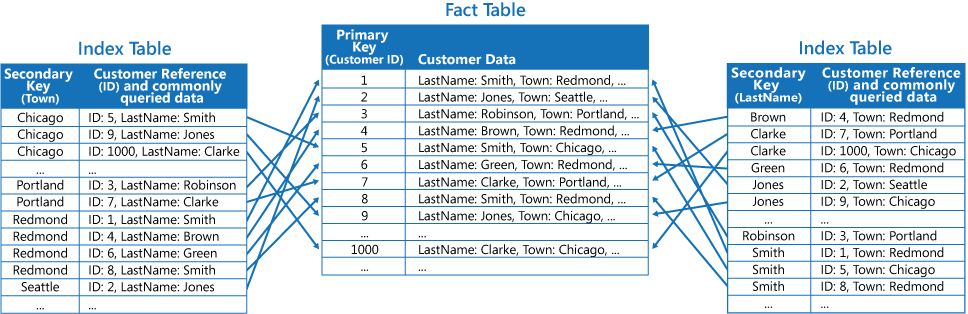 Fact Table
Index Table
Secondary Key (Town) Customer Reference (ID) and commonly queried data
Chicago ID: 5, LastName: Smith
Chicago ID: 9, LastName: Jones
Chicago ID: 1000, LastName: Clarke
... ...
Portland ID: 3, LastName: Robinson
Portland ID: 7, LastName: Clarke
Redmond ID: 1, LastName: Smith
Redmond ID: 4, LastName: Brown
Redmond ID: 6, LastName: Green
Redmond ID: 8, LastName: Smith
Seattle ID: 2, LastName: Jones
... ...
Primary Key (Customer ID) Customer Data
1 LastName: Smith, Town: Redmond, ...
2 LastName: Jones, Town: Seattle, ...
3 LastName: Robinson, Town: Portland, ...
4 LastName: Brown, Town: Redmond, ...
5 LastName: Smith, Town: Chicago, ...
6 LastName: Green, Town: Redmond, ...
7 LastName: Clarke, Town: Portland, ...
8 LastName: Smith, Town: Redmond, ...
9 LastName: Jones, Town: Chicago, ...
... ...
1000 LastName: Clarke, Town: Chicago, ...
... ...
Index Table
Secondary Key (LastName) Customer Reference (ID) and commonly queried data
Brown ID: 4, Town: Redmond
Clarke ID: 7, Town: Portland
Clarke ID: 1000, Town: Chicago
Green ID: 6, Town: Redmond
Jones ID: 2, Town: Seattle
Jones ID: 9, Town: Chicago
... ...
Robinson ID: 3, Town: Portland
Smith ID: 1, Town: Redmond
Smith ID: 5, Town: Chicago
Smith ID: 8, Town: Redmond
... ...